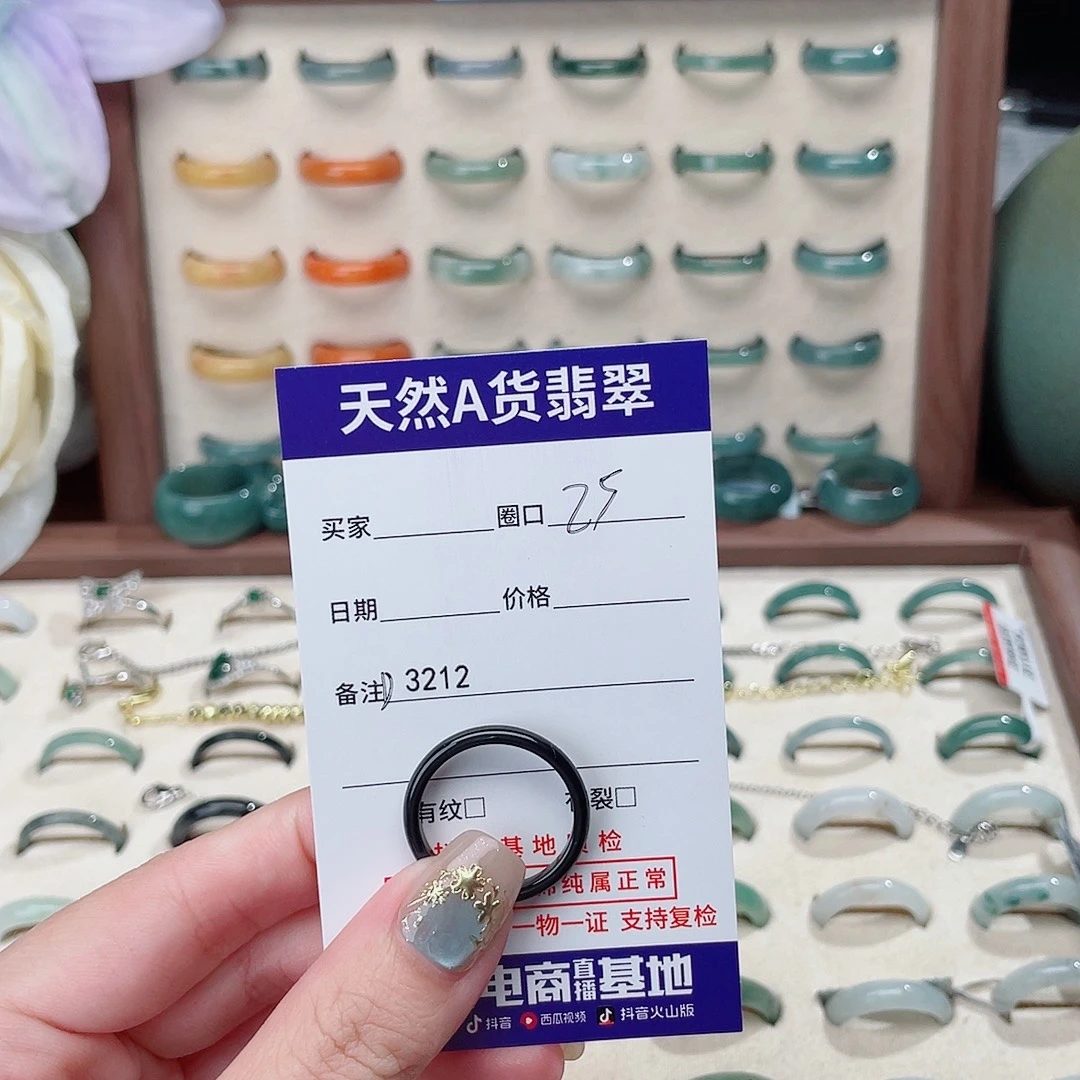 天然A货翡翠
买家 圈口 25
日期 价格
备注 3212
有纹□ 裂□
基地 检
纯属正常
一物一证 支持复检
电商直播基地
抖音 西瓜视频 抖音火山版